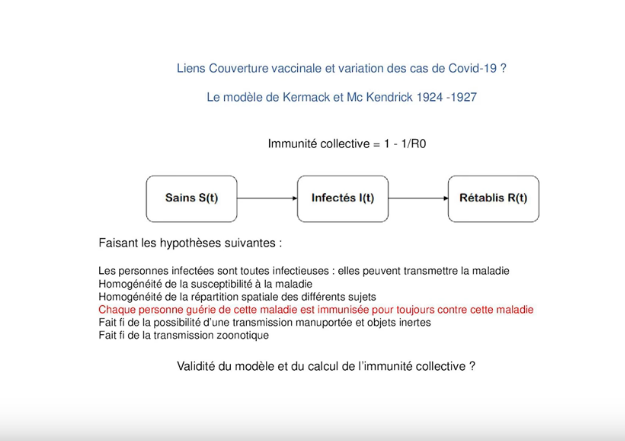 Liens Couverture vaccinale et variation des cas de Covid-19 ?
Le modèle de Kermack et Mc Kendrick 1924 -1927
Immunité collective = 1 - 1/R0
Sains S(t)
Infectés I(t)
Rétablis R(t)
Faisant les hypothèses suivantes :
Les personnes infectées sont toutes infectieuses : elles peuvent transmettre la maladie
Homogénéité de la susceptibilité à la maladie
Homogénéité de la répartition spatiale des différents sujets
Chaque personne guérie de cette maladie est immunisée pour toujours contre cette maladie
Fait fi de la possibilité d'une transmission manuportée et objets inertes
Fait fi de la transmission zoonotique
Validité du modèle et du calcul de l'immunité collective ?